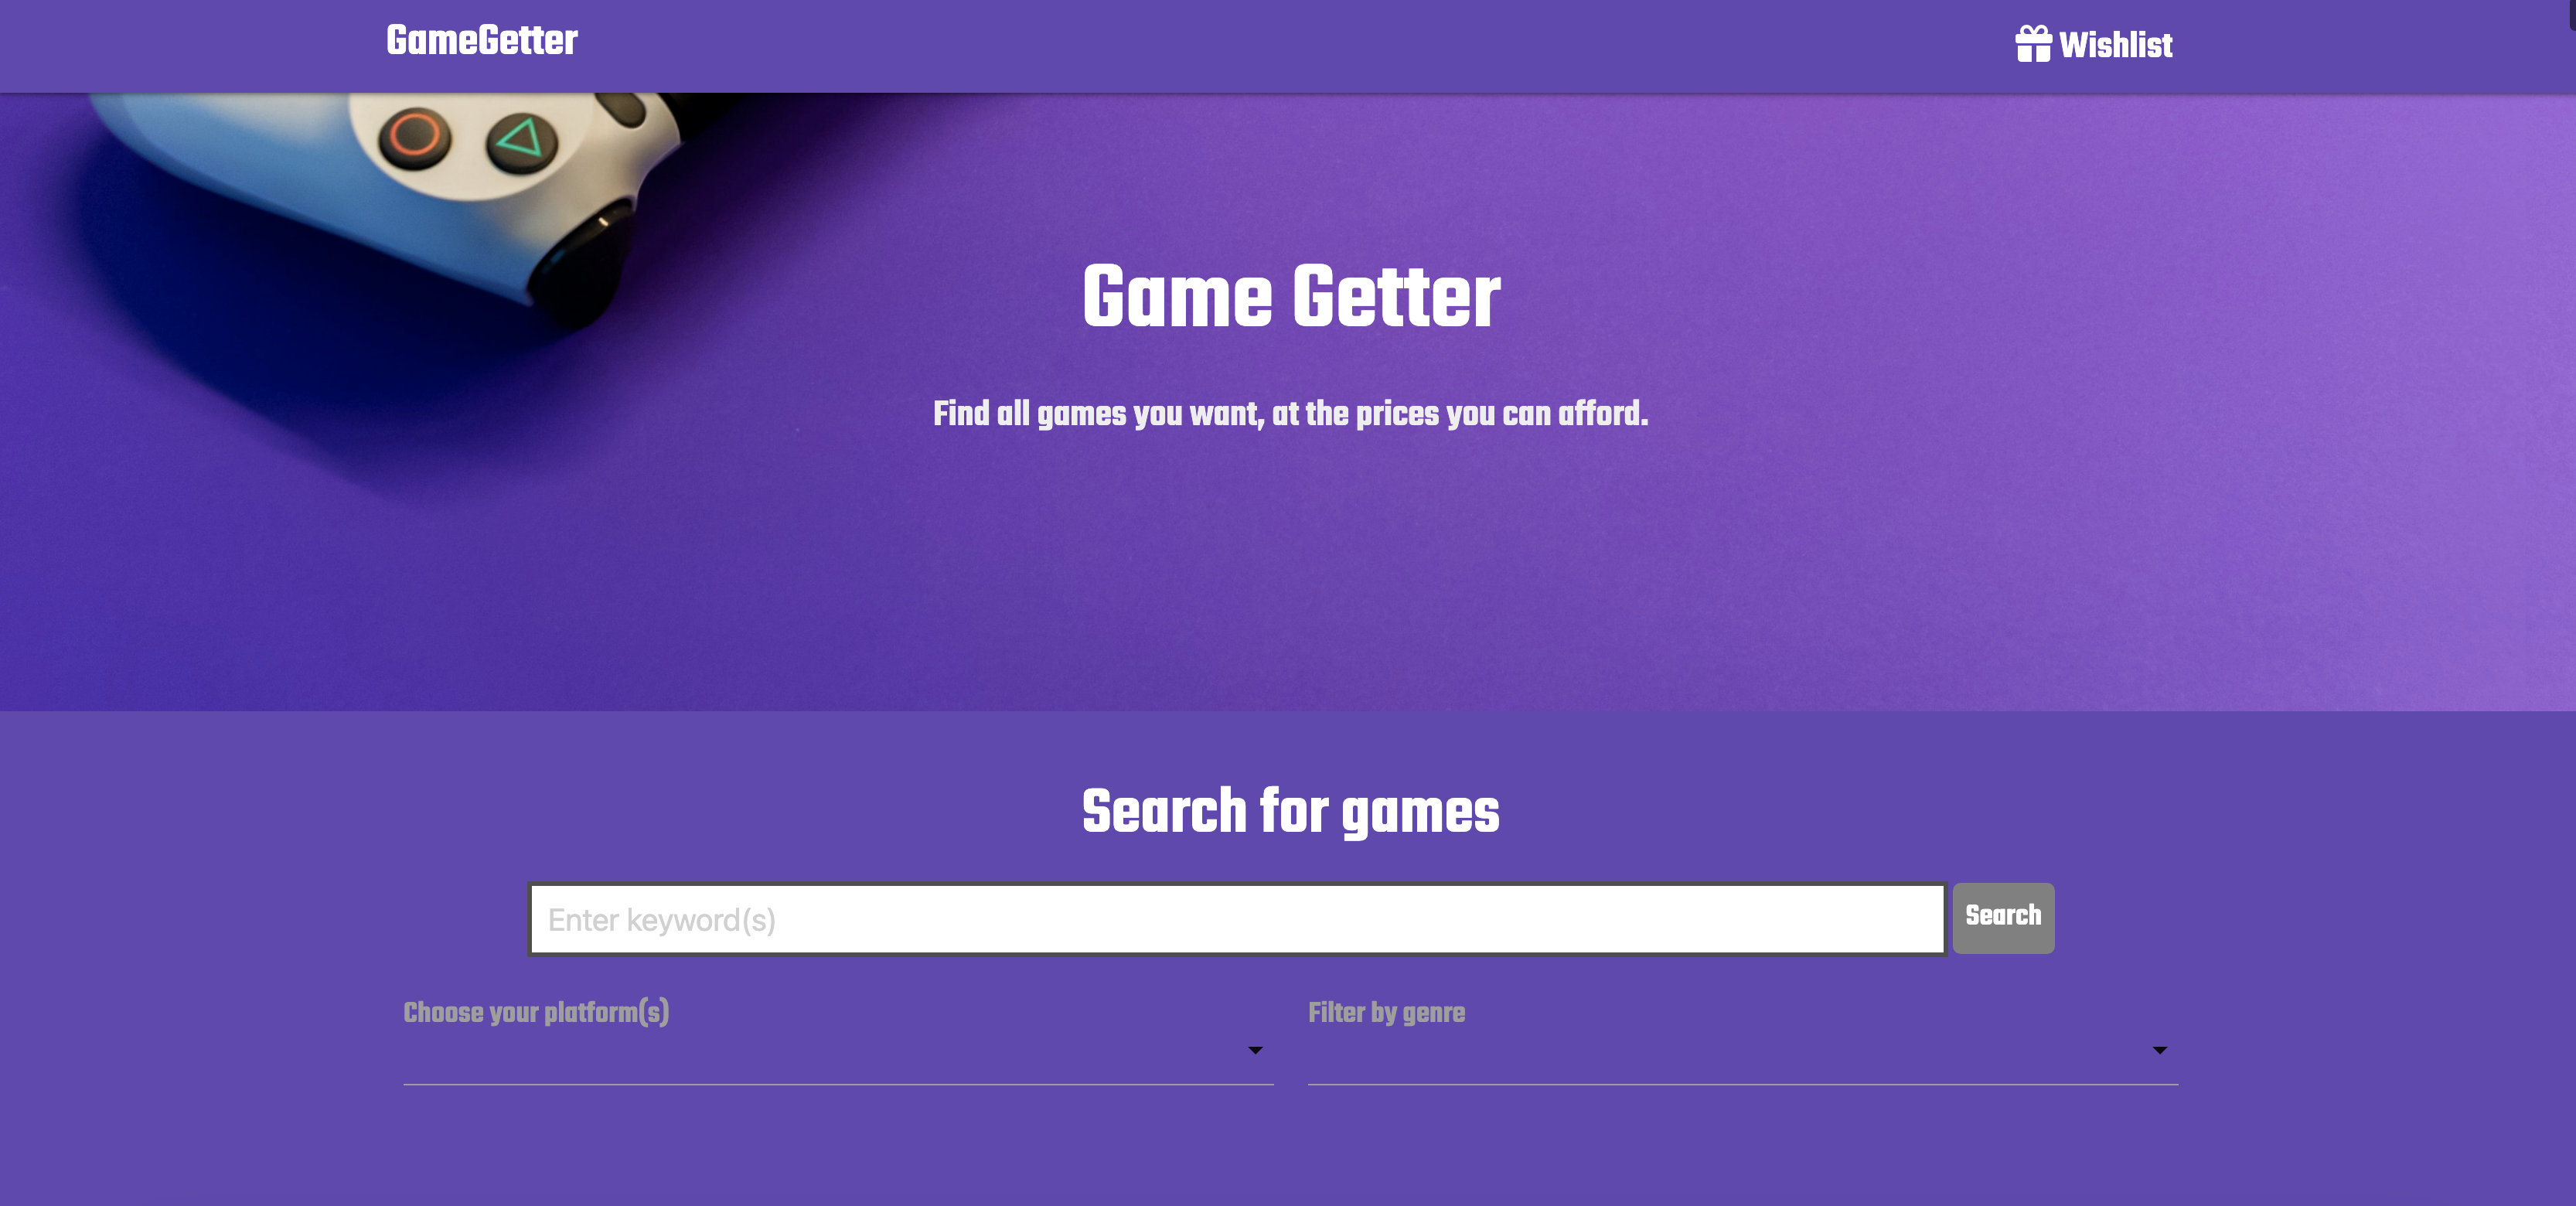 GameGetter
Wishlist
Game Getter
Find all games you want, at the prices you can afford.
Search for games
Enter keyword(s)
Search
Choose your platform(s)
Filter by genre